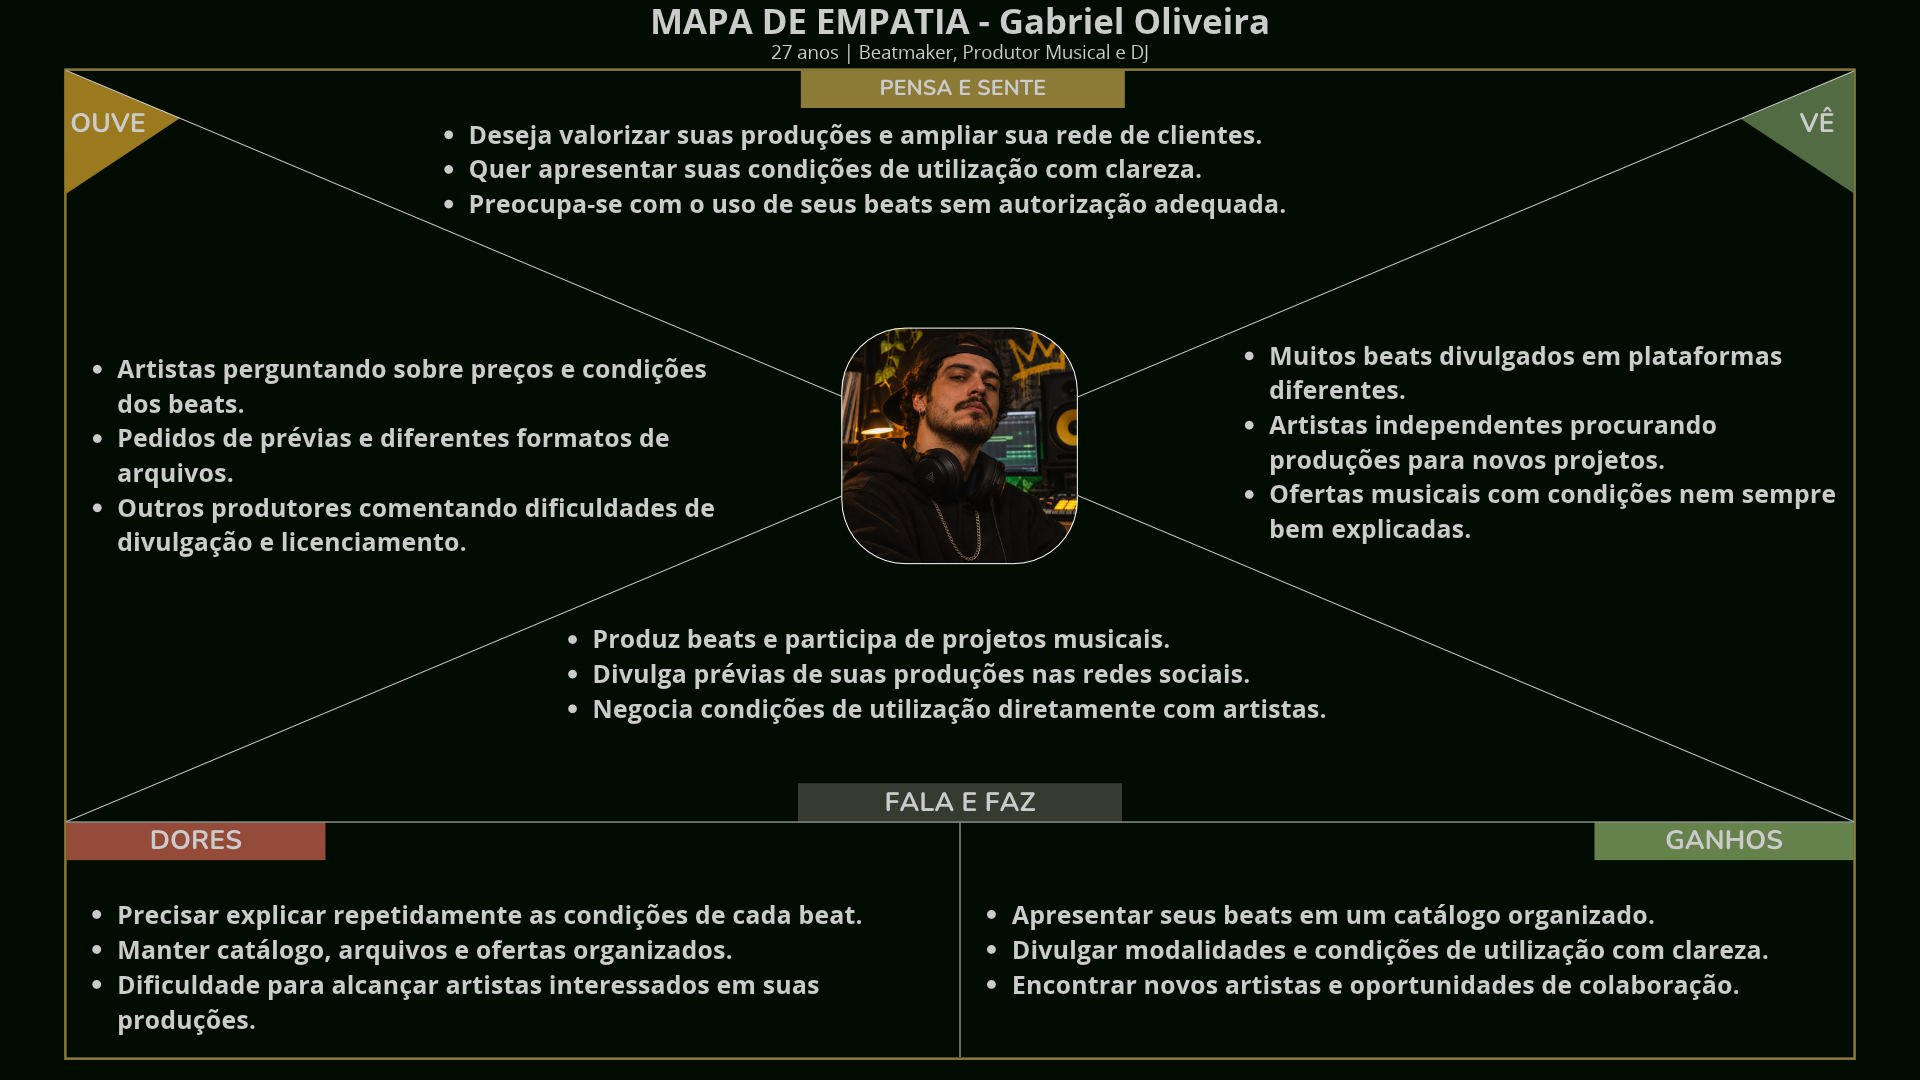 MAPA DE EMPATIA - Gabriel Oliveira
27 anos | Beatmaker, Produtor Musical e DJ
PENSA E SENTE
• Deseja valorizar suas produções e ampliar sua rede de clientes.
• Quer apresentar suas condições de utilização com clareza.
• Preocupa-se com o uso de seus beats sem autorização adequada.
OUVE
• Artistas perguntando sobre preços e condições
dos beats.
• Pedidos de prévias e diferentes formatos de
arquivos.
• Outros produtores comentando dificuldades de
divulgação e licenciamento.
VÊ
• Muitos beats divulgados em plataformas
diferentes.
• Artistas independentes procurando
produções para novos projetos.
• Ofertas musicais com condições nem sempre
bem explicadas.
• Produz beats e participa de projetos musicais.
• Divulga prévias de suas produções nas redes sociais.
• Negocia condições de utilização diretamente com artistas.
FALA E FAZ
DORES
• Precisar explicar repetidamente as condições de cada beat.
• Manter catálogo, arquivos e ofertas organizados.
• Dificuldade para alcançar artistas interessados em suas
produções.
GANHOS
• Apresentar seus beats em um catálogo organizado.
• Divulgar modalidades e condições de utilização com clareza.
• Encontrar novos artistas e oportunidades de colaboração.